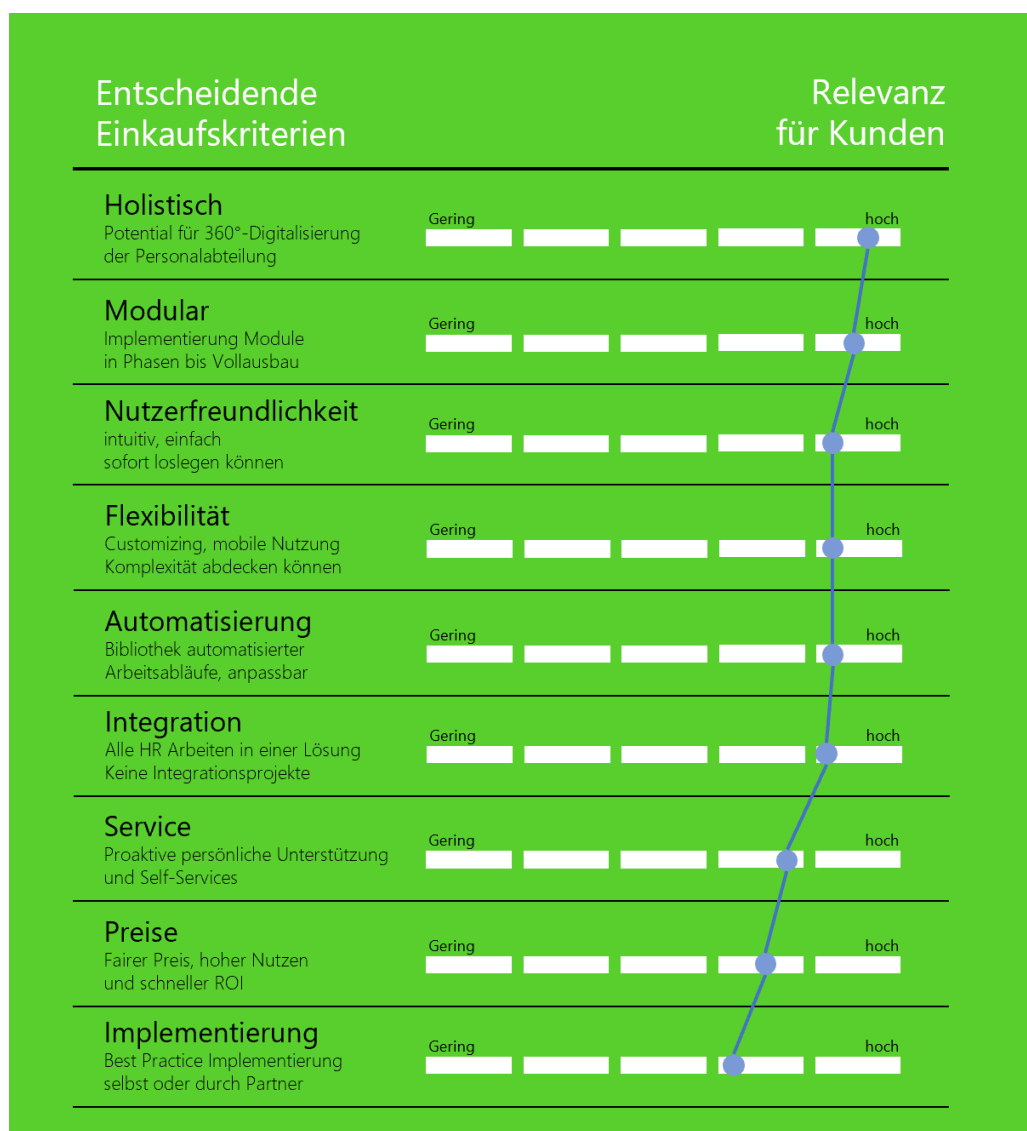 Entscheidende
Einkaufskriterien
Relevanz
für Kunden
Holistisch
Potential für 360°-Digitalisierung
der Personalabteilung
Gering
hoch
Modular
Implementierung Module
in Phasen bis Vollausbau
Gering
hoch
Nutzerfreundlichkeit
intuitiv, einfach
sofort loslegen können
Gering
hoch
Flexibilität
Customizing, mobile Nutzung
Komplexität abdecken können
Gering
hoch
Automatisierung
Bibliothek automatisierter
Arbeitsabläufe, anpassbar
Gering
hoch
Integration
Alle HR Arbeiten in einer Lösung
Keine Integrationsprojekte
Gering
hoch
Service
Proaktive persönliche Unterstützung
und Self-Services
Gering
hoch
Preise
Fairer Preis, hoher Nutzen
und schneller ROI
Gering
hoch
Implementierung
Best Practice Implementierung
selbst oder durch Partner
Gering
hoch